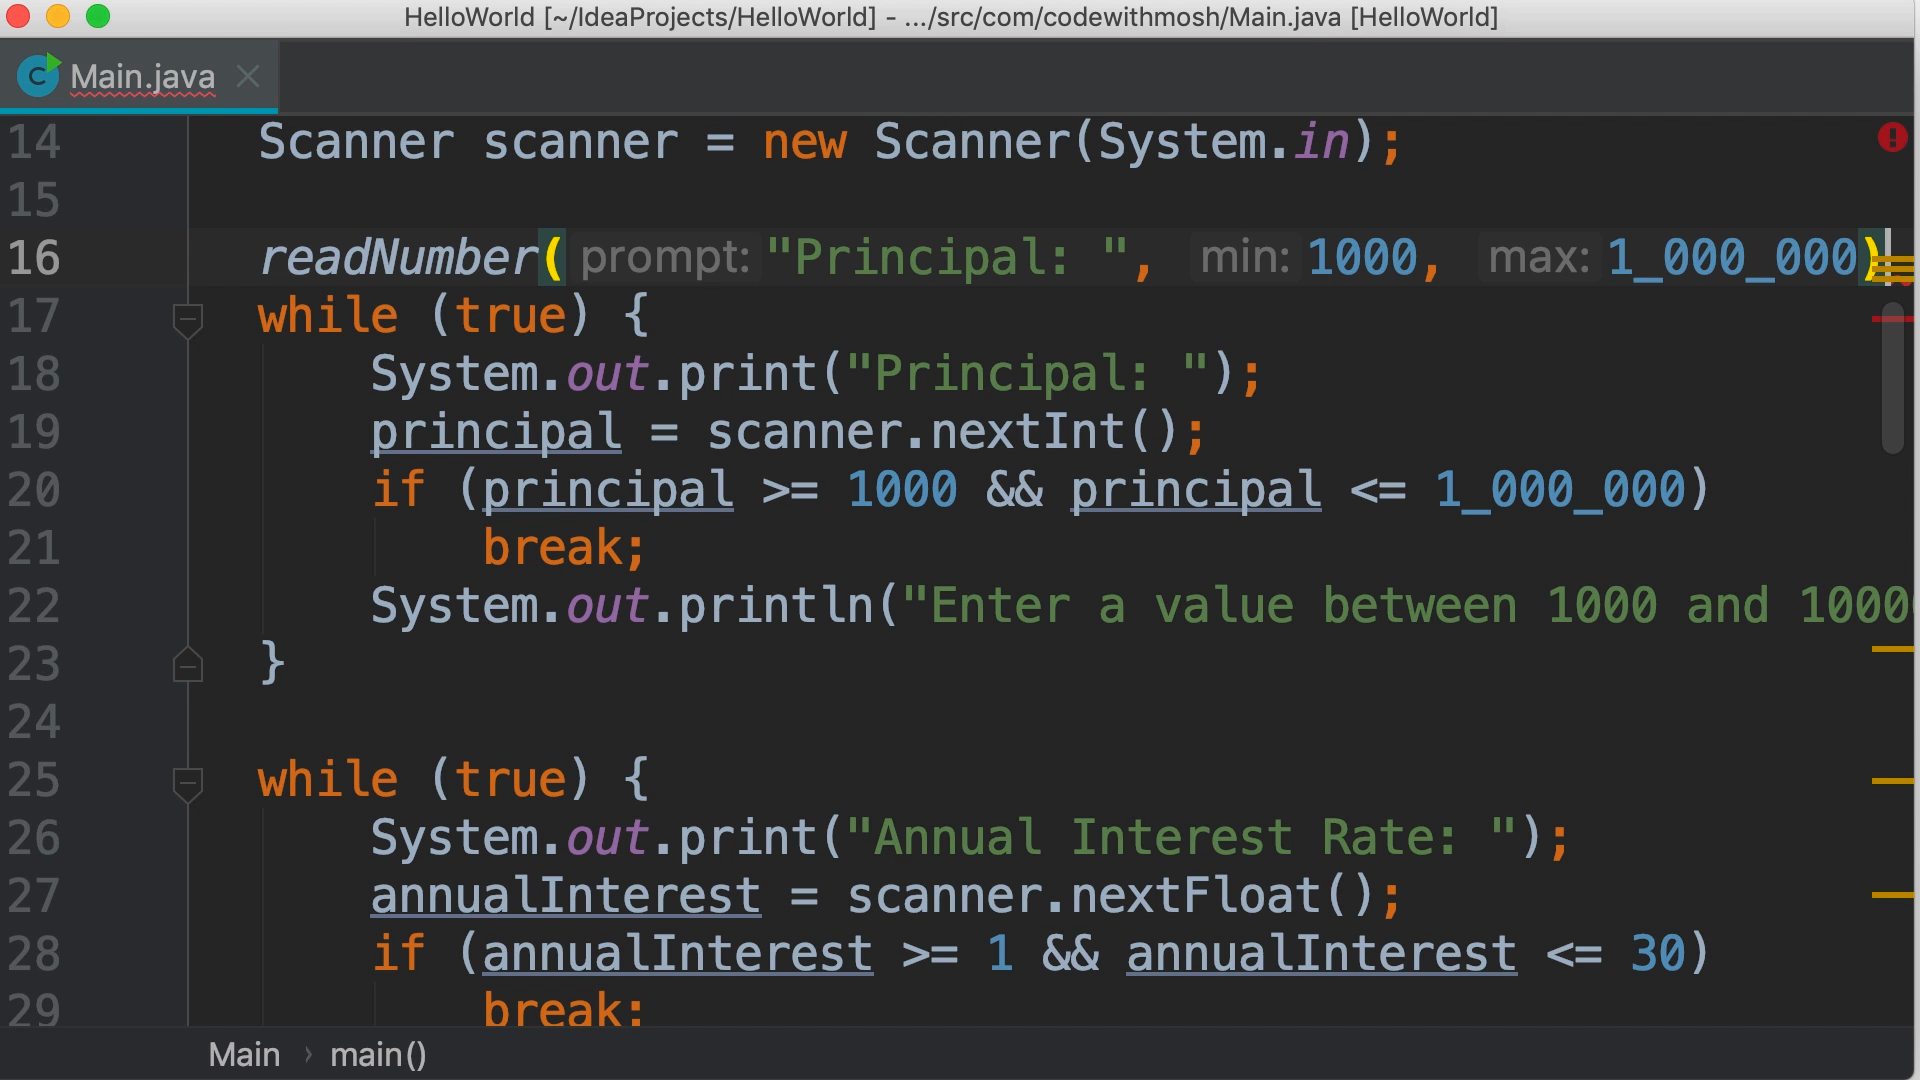 HelloWorld [~/IdeaProjects/HelloWorld] - .../src/com/codewithmosh/Main.java [HelloWorld]
Main.java
14 Scanner scanner = new Scanner(System.in);
15
16 readNumber( prompt: "Principal: ", min: 1000, max: 1_000_000)
17 while (true) {
18 System.out.print("Principal: ");
19 principal = scanner.nextInt();
20 if (principal >= 1000 && principal <= 1_000_000)
21 break;
22 System.out.println("Enter a value between 1000 and 10000
23 }
24
25 while (true) {
26 System.out.print("Annual Interest Rate: ");
27 annualInterest = scanner.nextFloat();
28 if (annualInterest >= 1 && annualInterest <= 30)
29 break;
Main › main()